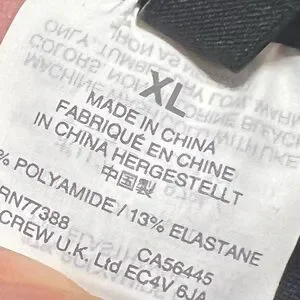 XL
MADE IN CHINA
FABRIQUE EN CHINE
IN CHINA HERGESTELLT
中国製
% POLYAMIDE / 13% ELASTANE
RN77388 CA56445
CREW U.K. Ltd EC4V 6JA